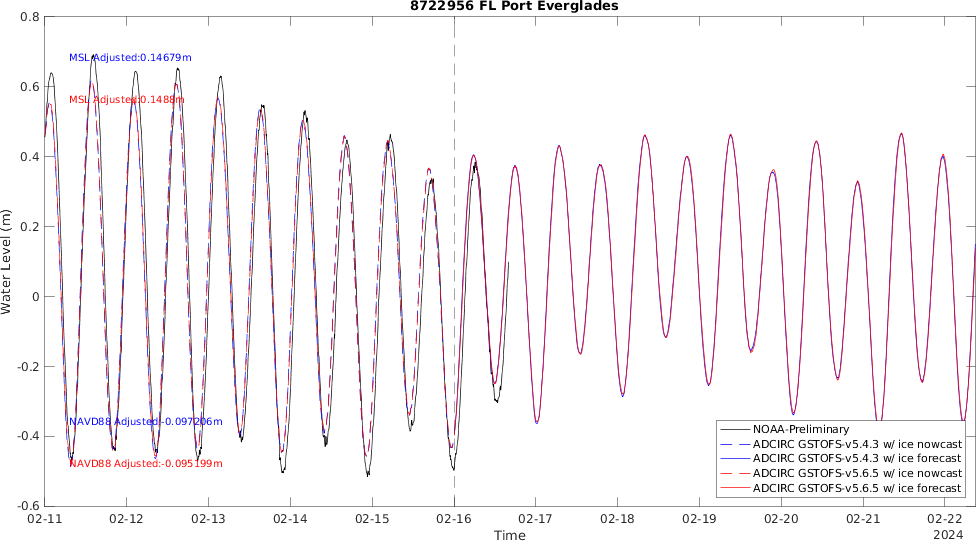 8722956 FL Port Everglades
0.8
0.6
0.4
0.2
0
-0.2
-0.4
-0.6
Water Level (m)
MSL Adjusted:0.14679m
MSL Adjusted:0.1488m
NAVD88 Adjusted:-0.097206m
NAVD88 Adjusted:-0.095199m
NOAA-Preliminary
ADCIRC GSTOFS-v5.4.3 w/ ice nowcast
ADCIRC GSTOFS-v5.4.3 w/ ice forecast
ADCIRC GSTOFS-v5.6.5 w/ ice nowcast
ADCIRC GSTOFS-v5.6.5 w/ ice forecast
02-11 02-12 02-13 02-14 02-15 02-16 02-17 02-18 02-19 02-20 02-21 02-22
2024
Time